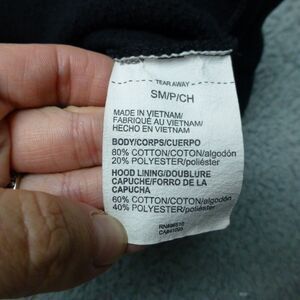 TEAR AWAY
SM/P/CH
MADE IN VIETNAM/
FABRIQUÉ AU VIETNAM/
HECHO EN VIETNAM
BODY/CORPS/CUERPO
80% COTTON/COTON/algodón
20% POLYESTER/poliéster
HOOD LINING/DOUBLURE
CAPUCHE/FORRO DE LA
CAPUCHA
60% COTTON/COTON/algodón
40% POLYESTER/poliéster